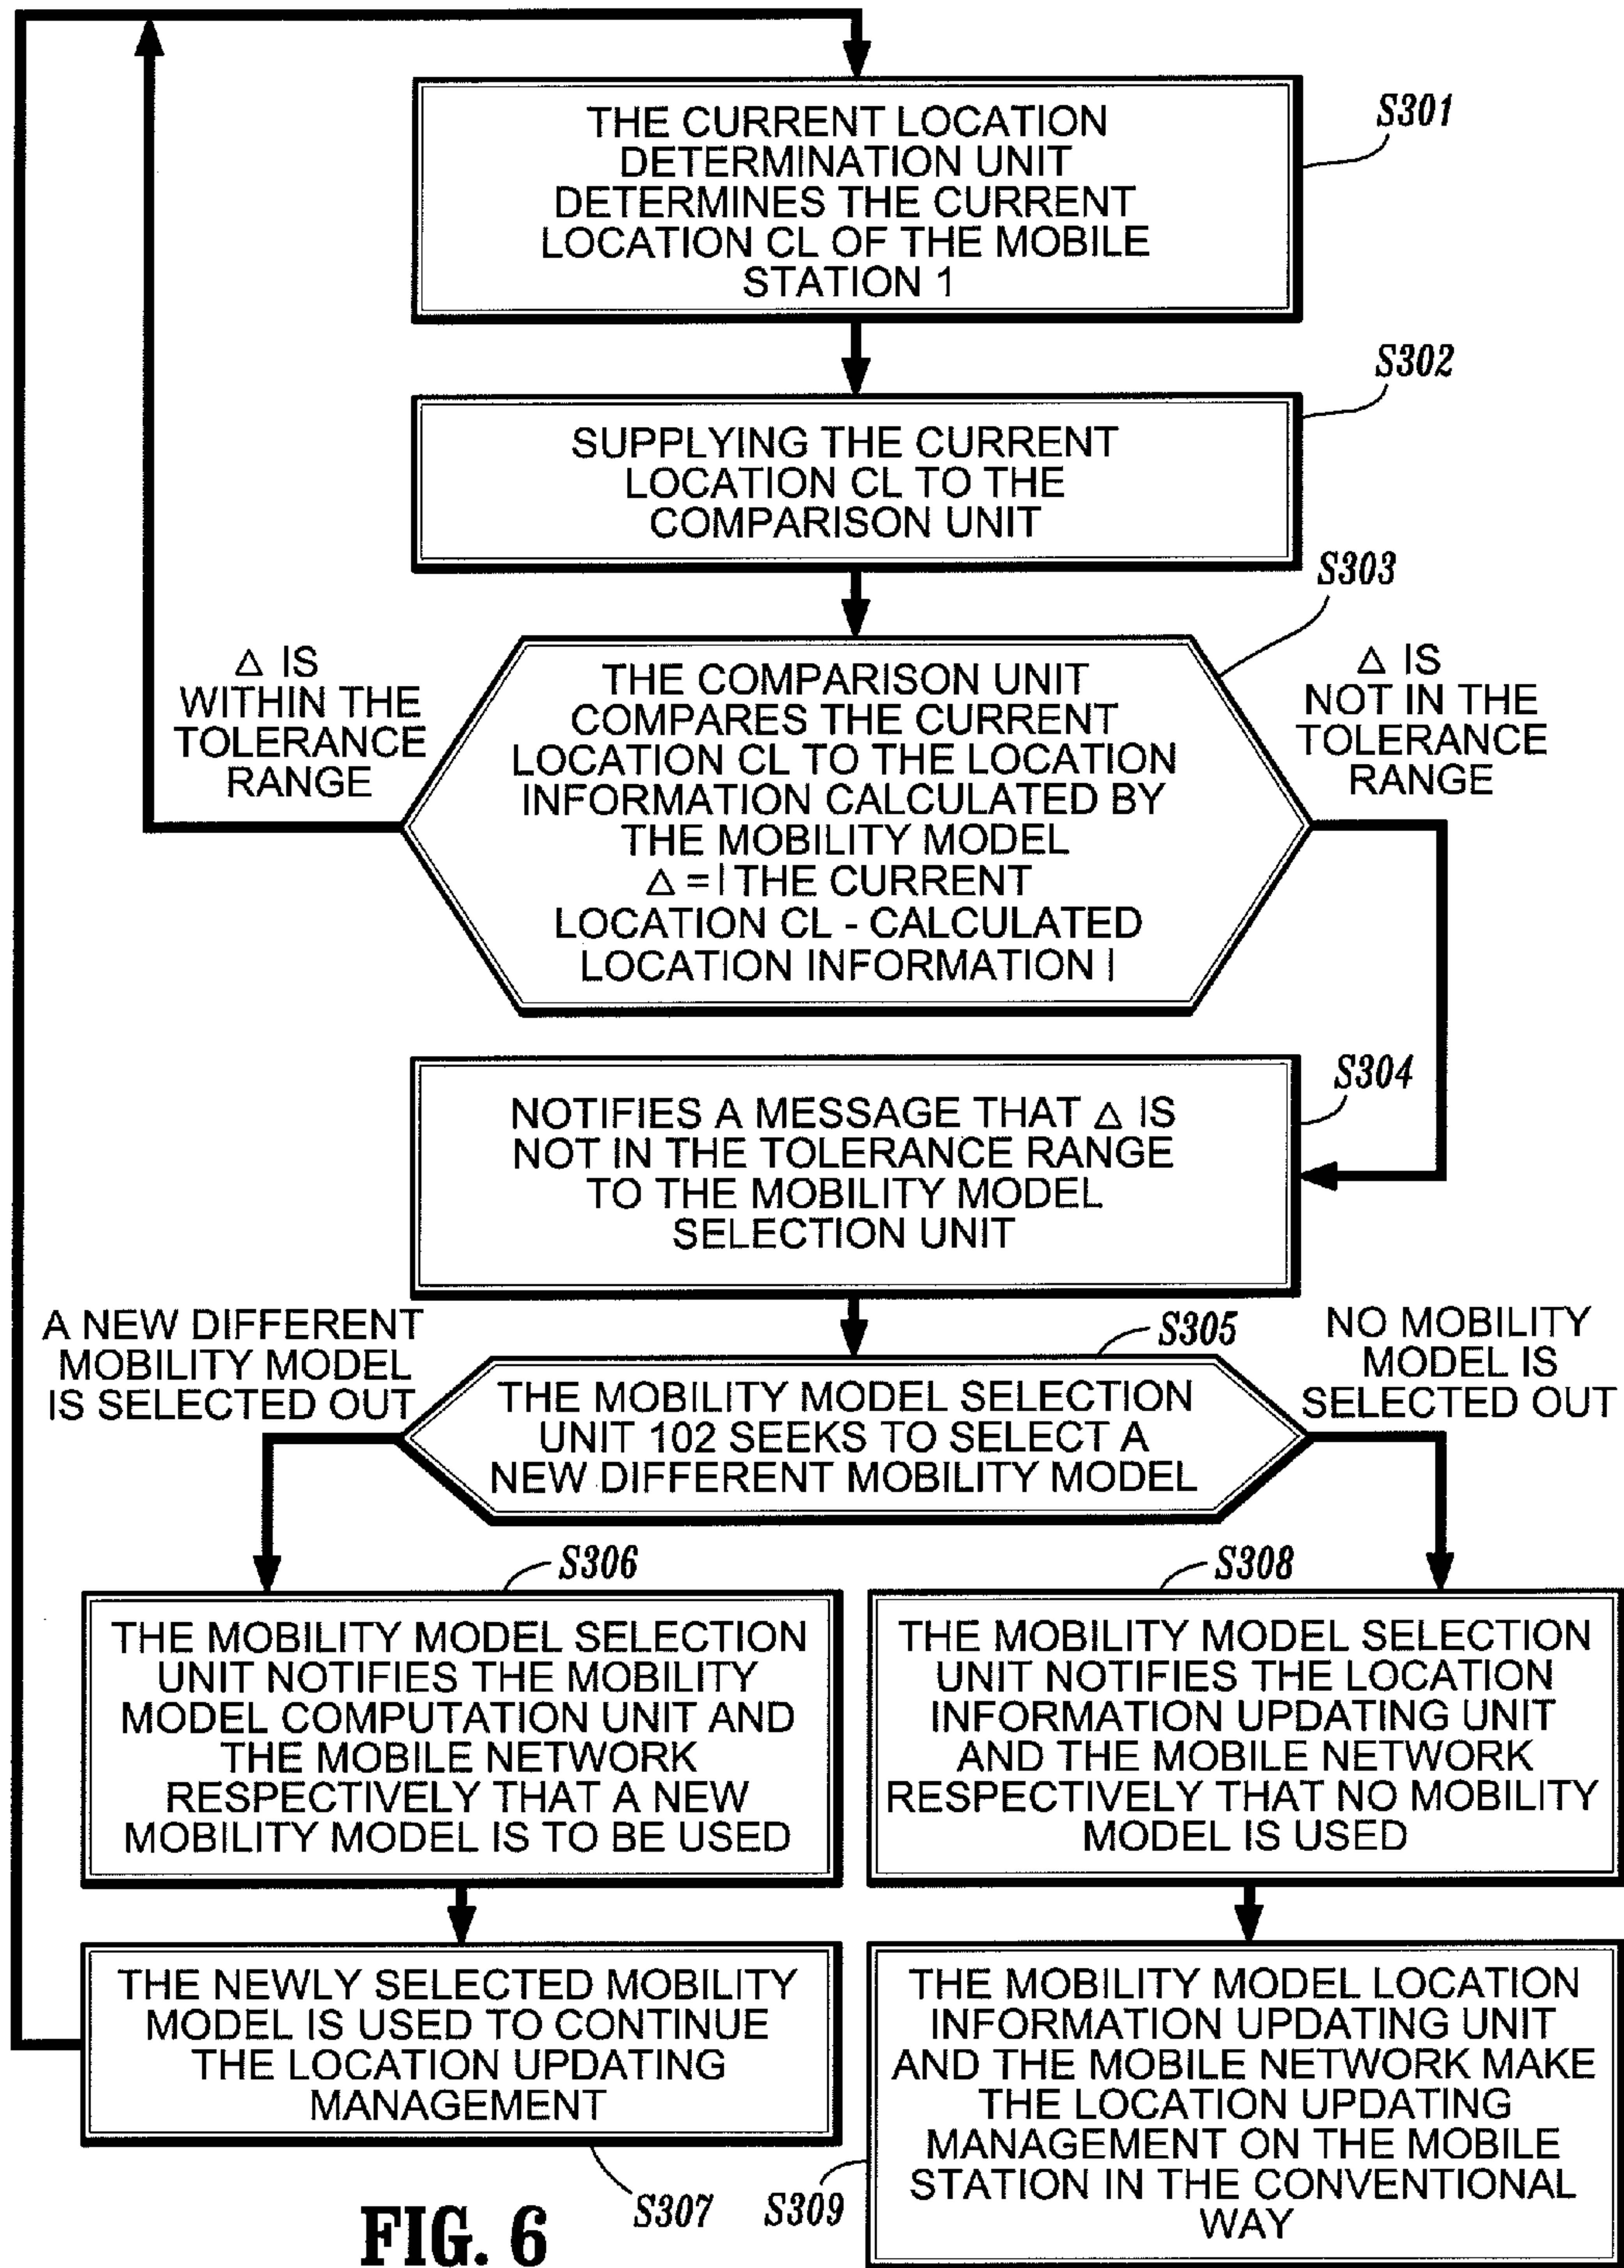 THE CURRENT LOCATION
DETERMINATION UNIT
DETERMINES THE CURRENT
LOCATION CL OF THE MOBILE
STATION 1
S301
SUPPLYING THE CURRENT
LOCATION CL TO THE
COMPARISON UNIT
S302
S303
△ IS
WITHIN THE
TOLERANCE
RANGE
THE COMPARISON UNIT
COMPARES THE CURRENT
LOCATION CL TO THE LOCATION
INFORMATION CALCULATED BY
THE MOBILITY MODEL
△ = | THE CURRENT
LOCATION CL - CALCULATED
LOCATION INFORMATION |
△ IS
NOT IN THE
TOLERANCE
RANGE
S304
NOTIFIES A MESSAGE THAT △ IS
NOT IN THE TOLERANCE RANGE
TO THE MOBILITY MODEL
SELECTION UNIT
A NEW DIFFERENT
MOBILITY MODEL
IS SELECTED OUT
S305
THE MOBILITY MODEL SELECTION
UNIT 102 SEEKS TO SELECT A
NEW DIFFERENT MOBILITY MODEL
NO MOBILITY
MODEL IS
SELECTED OUT
S306
THE MOBILITY MODEL SELECTION
UNIT NOTIFIES THE MOBILITY
MODEL COMPUTATION UNIT AND
THE MOBILE NETWORK
RESPECTIVELY THAT A NEW
MOBILITY MODEL IS TO BE USED
S308
THE MOBILITY MODEL SELECTION
UNIT NOTIFIES THE LOCATION
INFORMATION UPDATING UNIT
AND THE MOBILE NETWORK
RESPECTIVELY THAT NO MOBILITY
MODEL IS USED
THE NEWLY SELECTED MOBILITY
MODEL IS USED TO CONTINUE
THE LOCATION UPDATING
MANAGEMENT
S307
THE MOBILITY MODEL LOCATION
INFORMATION UPDATING UNIT
AND THE MOBILE NETWORK MAKE
THE LOCATION UPDATING
MANAGEMENT ON THE MOBILE
STATION IN THE CONVENTIONAL
WAY
S309
FIG. 6